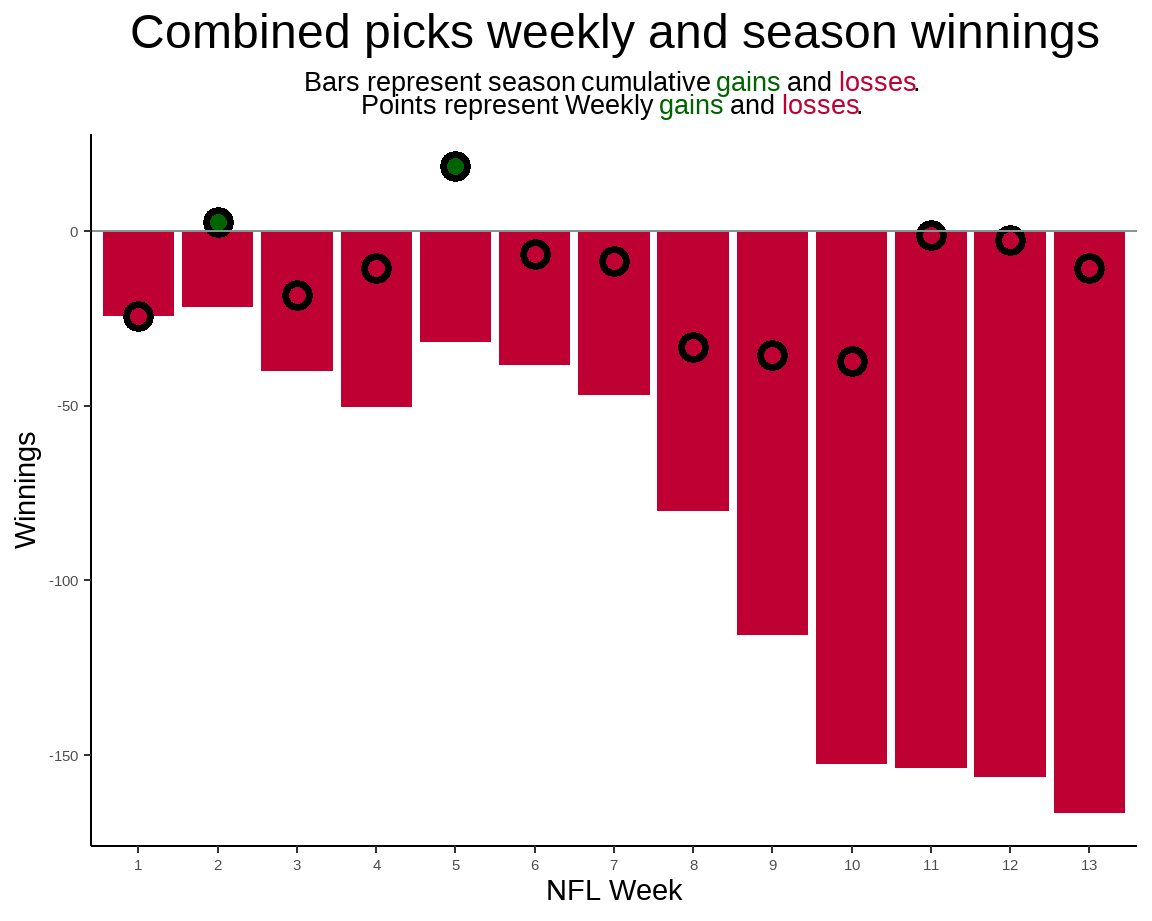 Combined picks weekly and season winnings
Bars represent season cumulative gains and losses.
Points represent Weekly gains and losses.
Winnings
0
-50
-100
-150
1 2 3 4 5 6 7 8 9 10 11 12 13
NFL Week